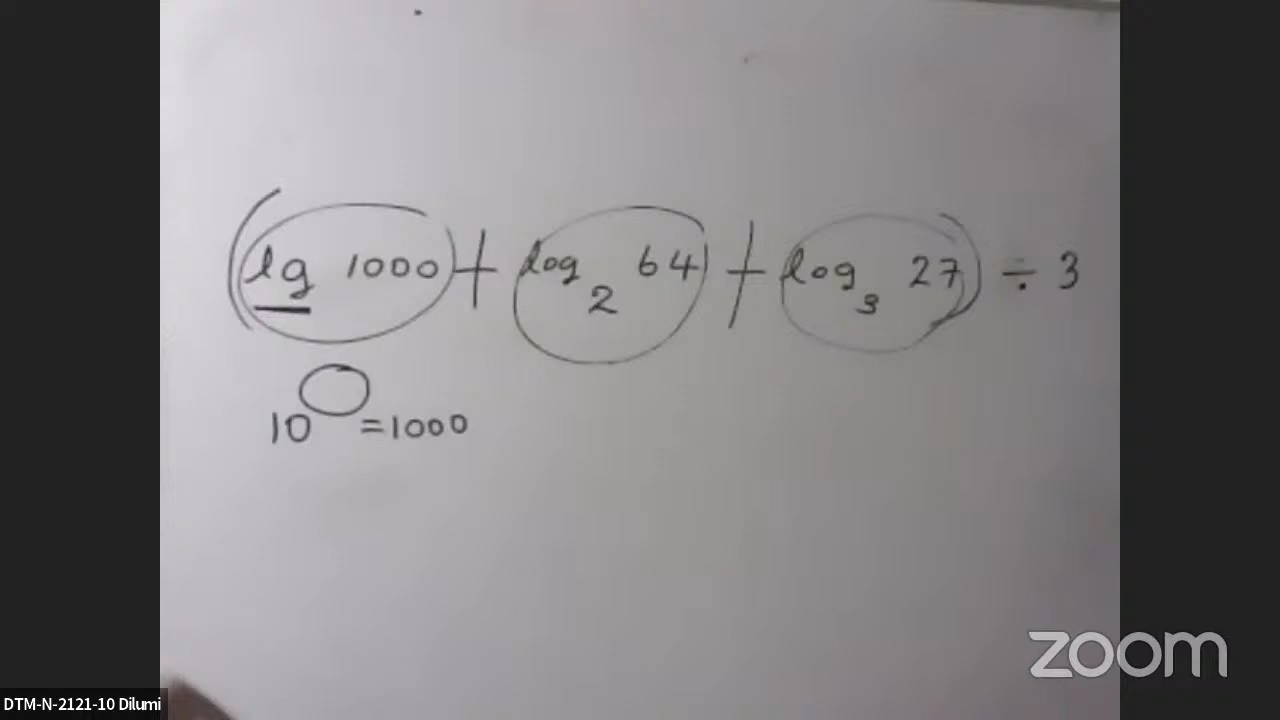 (lg 1000 + log₂ 64 + log₃ 27) ÷ 3
10 = 1000
zoom
DTM-N-2121-10 Dilumi